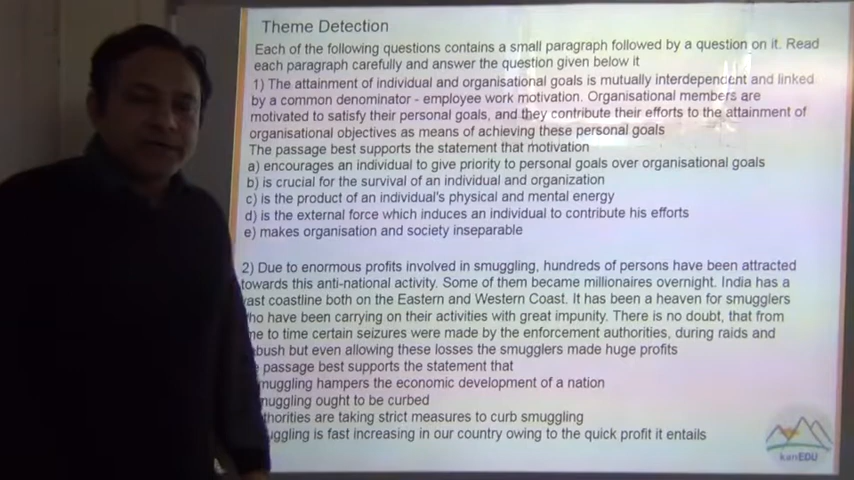 Theme Detection
Each of the following questions contains a small paragraph followed by a question on it. Read
each paragraph carefully and answer the question given below it
1) The attainment of individual and organisational goals is mutually interdependent and linked
by a common denominator - employee work motivation. Organisational members are
motivated to satisfy their personal goals, and they contribute their efforts to the attainment of
organisational objectives as means of achieving these personal goals
The passage best supports the statement that motivation
a) encourages an individual to give priority to personal goals over organisational goals
b) is crucial for the survival of an individual and organization
c) is the product of an individual's physical and mental energy
d) is the external force which induces an individual to contribute his efforts
e) makes organisation and society inseparable
2) Due to enormous profits involved in smuggling, hundreds of persons have been attracted
towards this anti-national activity. Some of them became millionaires overnight. India has a
vast coastline both on the Eastern and Western Coast. It has been a heaven for smugglers
who have been carrying on their activities with great impunity. There is no doubt, that from
to time certain seizures were made by the enforcement authorities, during raids and
but even allowing these losses the smugglers made huge profits
passage best supports the statement that
hampers the economic development of a nation
ought to be curbed
are taking strict measures to curb smuggling
is fast increasing in our country owing to the quick profit it entails
kanEDU